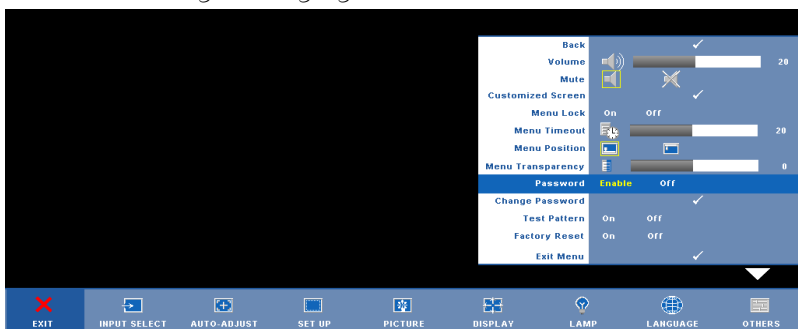 Back
Volume 20
Mute
Customized Screen
Menu Lock On Off
Menu Timeout 20
Menu Position
Menu Transparency 0
Password Enable Off
Change Password
Test Pattern On Off
Factory Reset On Off
Exit Menu
EXIT INPUT SELECT AUTO-ADJUST SET UP PICTURE DISPLAY LAMP LANGUAGE OTHERS